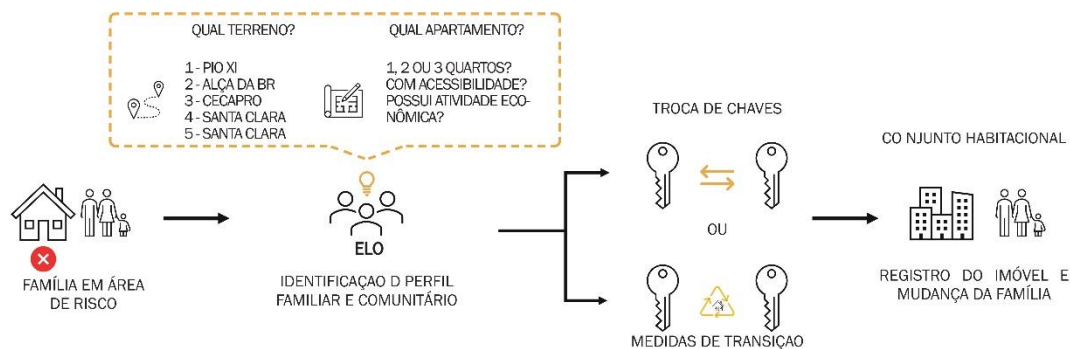 QUAL TERRENO?
1 - PIO XI
2 - ALÇA DA BR
3 - CECAPRO
4 - SANTA CLARA
5 - SANTA CLARA
QUAL APARTAMENTO?
1, 2 OU 3 QUARTOS?
COM ACESSIBILIDADE?
POSSUI ATIVIDADE ECO-
NÔMICA?
FAMÍLIA EM ÁREA
DE RISCO
ELO
IDENTIFICAÇAO D PERFIL
FAMILIAR E COMUNITÁRIO
TROCA DE CHAVES
OU
MEDIDAS DE TRANSIÇAO
CO NJUNTO HABITACIONAL
REGISTRO DO IMÓVEL E
MUDANÇA DA FAMÍLIA